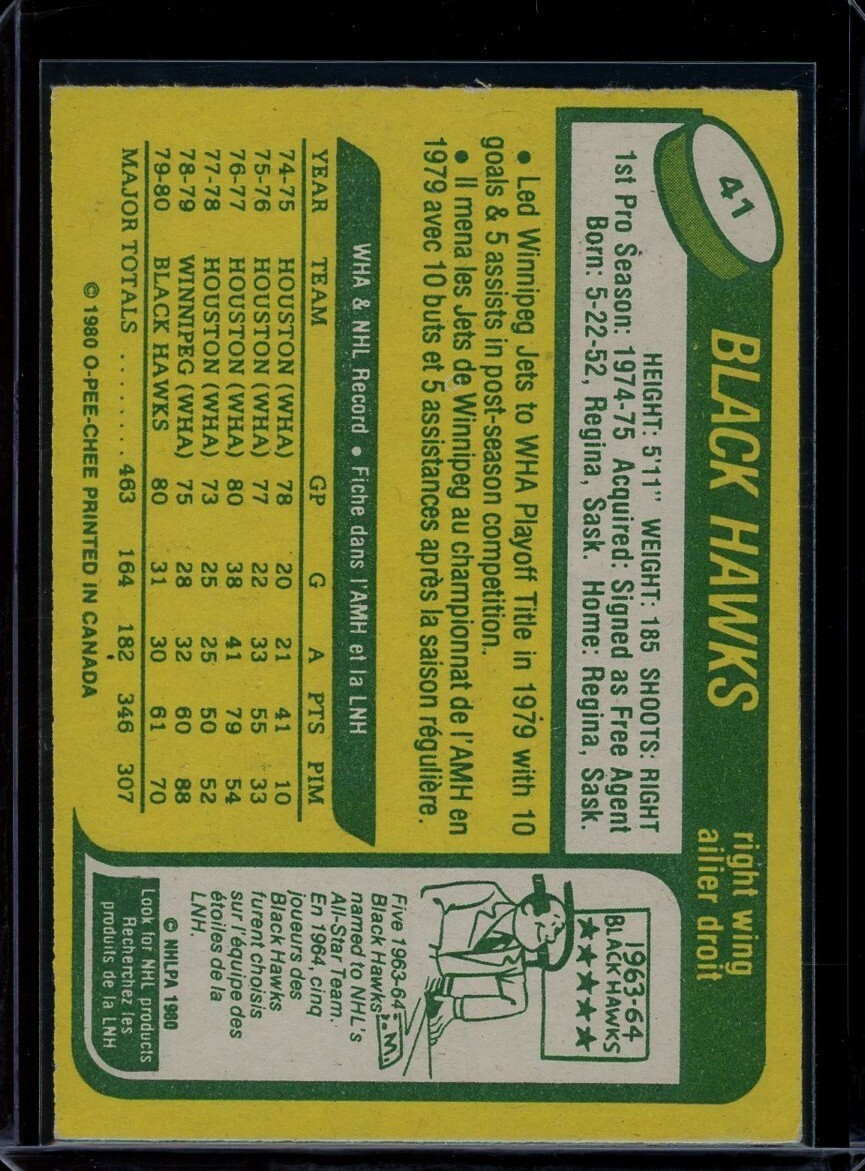 41
BLACK HAWKS
right wing
ailier droit
HEIGHT: 5'11" WEIGHT: 185 SHOOTS: RIGHT
1st Pro Season: 1974-75 Acquired: Signed as Free Agent
Born: 5-22-52, Regina, Sask. Home: Regina, Sask.
• Led Winnipeg Jets to WHA Playoff Title in 1979 with 10
goals & 5 assists in post-season competition.
• Il mena les Jets de Winnipeg au championnat de l'AMH en
1979 avec 10 buts et 5 assistances après la saison régulière.
WHA & NHL Record • Fiche dans l'AMH et la LNH
YEAR TEAM GP G A PTS PIM
74-75 HOUSTON (WHA) 78 20 21 41 10
75-76 HOUSTON (WHA) 77 22 33 55 33
76-77 HOUSTON (WHA) 80 38 41 79 54
77-78 HOUSTON (WHA) 73 25 25 50 52
78-79 WINNIPEG (WHA) 75 28 32 60 88
79-80 BLACK HAWKS 80 31 30 61 70
MAJOR TOTALS ........ 463 164 182 346 307
© 1980 O-PEE-CHEE PRINTED IN CANADA
1963-64
BLACK HAWKS
★★★★★
Five 1963-64
Black Hawks
named to NHL's
All-Star Team.
En 1964, cinq
joueurs des
Black Hawks
furent choisis
sur l'équipe des
étoiles de la
LNH.
© NHLPA 1980
Look for NHL products
Recherchez les
produits de la LNH